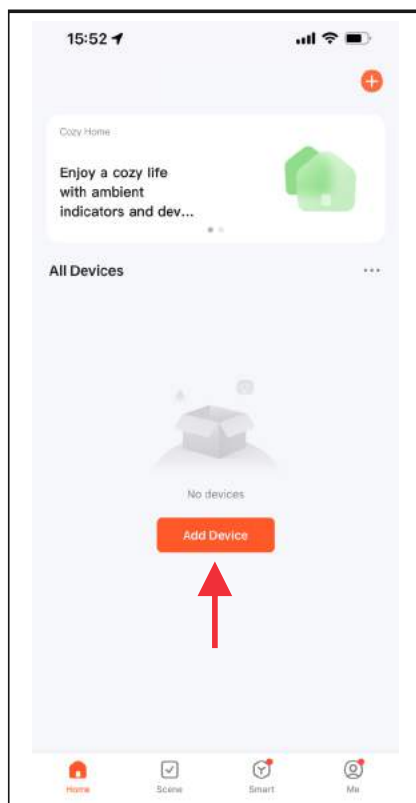 15:52
Cozy Home
Enjoy a cozy life
with ambient
indicators and dev...
All Devices
No devices
Add Device
Home
Scene
Smart
Me